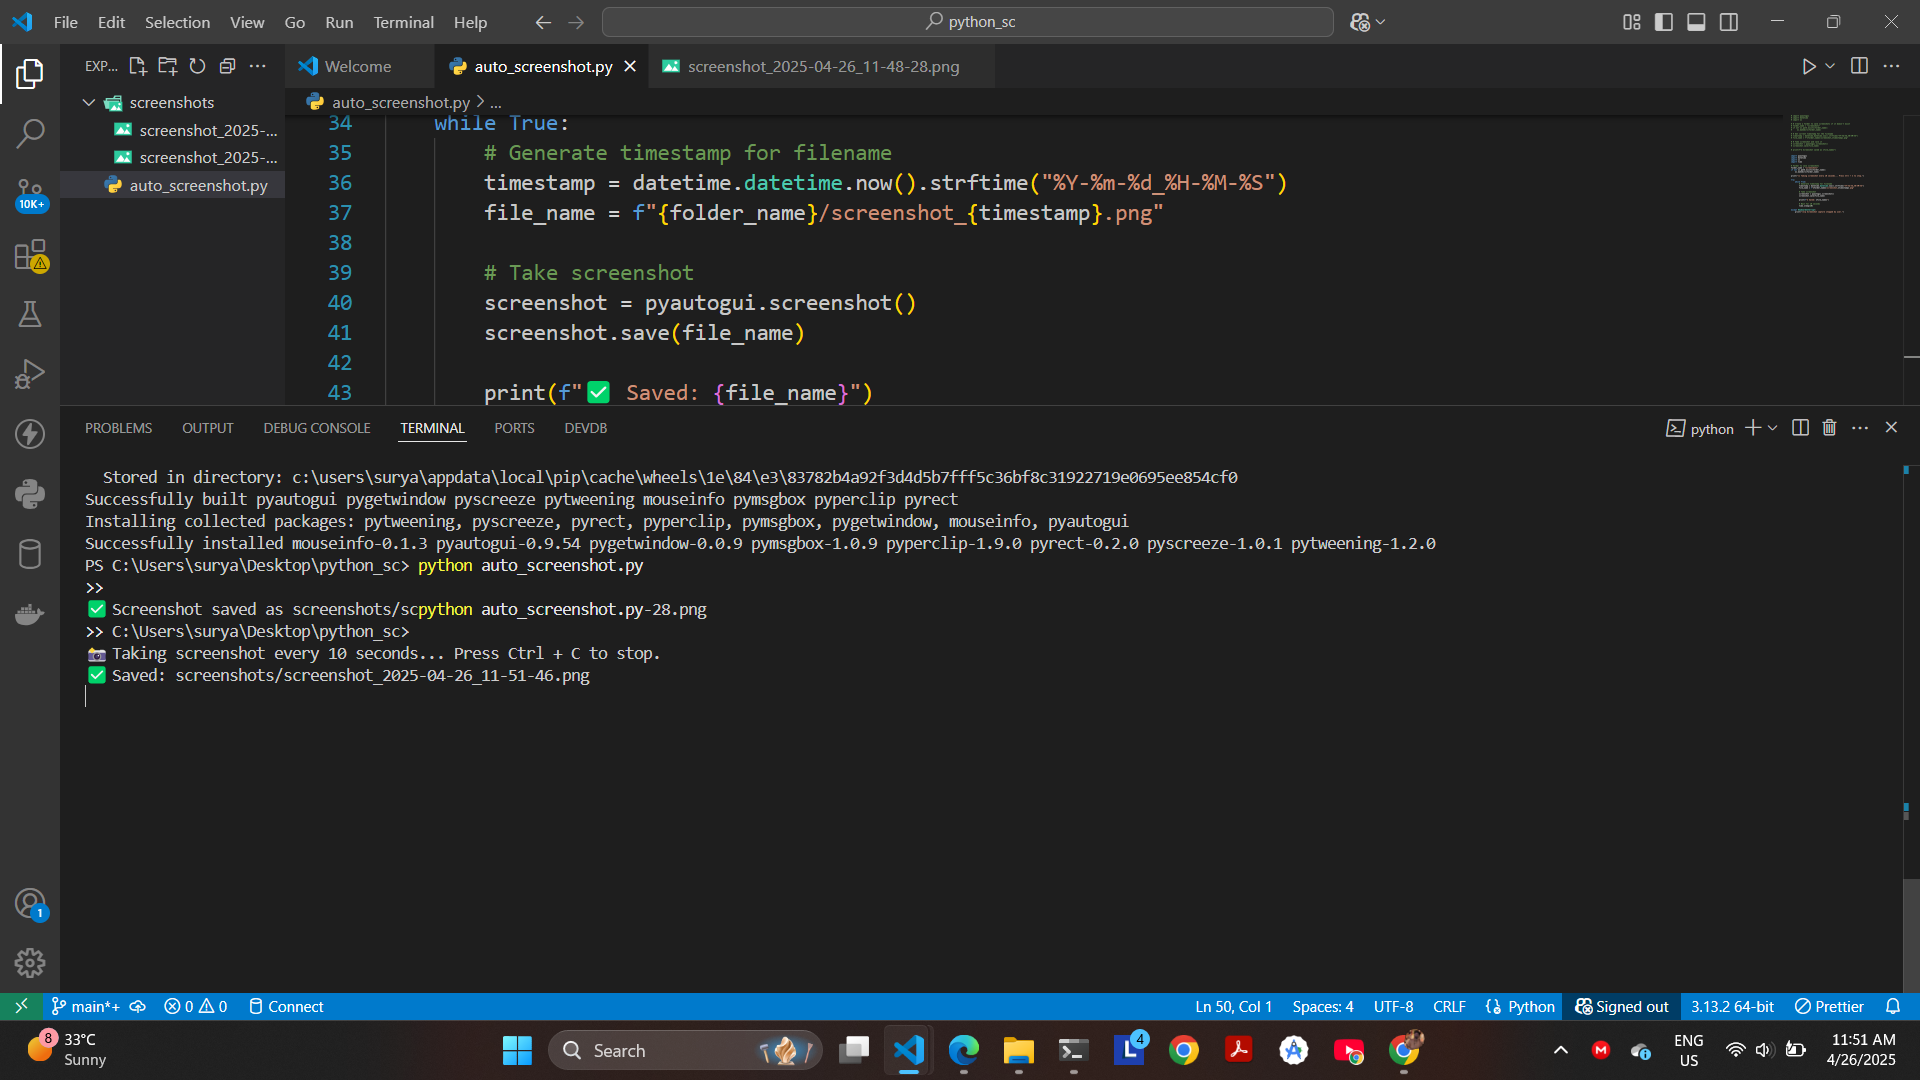 File Edit Selection View Go Run Terminal Help python_sc
EXP...
Welcome auto_screenshot.py screenshot_2025-04-26_11-48-28.png
screenshots
screenshot_2025-...
screenshot_2025-...
auto_screenshot.py
10K+
auto_screenshot.py > ...
34 while True:
35 # Generate timestamp for filename
36 timestamp = datetime.datetime.now().strftime("%Y-%m-%d_%H-%M-%S")
37 file_name = f"{folder_name}/screenshot_{timestamp}.png"
38
39 # Take screenshot
40 screenshot = pyautogui.screenshot()
41 screenshot.save(file_name)
42
43 print(f"✅ Saved: {file_name}")
PROBLEMS OUTPUT DEBUG CONSOLE TERMINAL PORTS DEVDB python
Stored in directory: c:\users\surya\appdata\local\pip\cache\wheels\1e\84\e3\83782b4a92f3d4d5b7fff5c36bf8c31922719e0695ee854cf0
Successfully built pyautogui pygetwindow pyscreeze pytweening mouseinfo pymsgbox pyperclip pyrect
Installing collected packages: pytweening, pyscreeze, pyrect, pyperclip, pymsgbox, pygetwindow, mouseinfo, pyautogui
Successfully installed mouseinfo-0.1.3 pyautogui-0.9.54 pygetwindow-0.0.9 pymsgbox-1.0.9 pyperclip-1.9.0 pyrect-0.2.0 pyscreeze-1.0.1 pytweening-1.2.0
PS C:\Users\surya\Desktop\python_sc> python auto_screenshot.py
>>
✅ Screenshot saved as screenshots/scpython auto_screenshot.py-28.png
>> C:\Users\surya\Desktop\python_sc>
📸 Taking screenshot every 10 seconds... Press Ctrl + C to stop.
✅ Saved: screenshots/screenshot_2025-04-26_11-51-46.png
1
main*+ 0 0 Connect Ln 50, Col 1 Spaces: 4 UTF-8 CRLF {} Python Signed out 3.13.2 64-bit Prettier
8 33°C
Sunny
Search
L 4
M
ENG
US
11:51 AM
4/26/2025